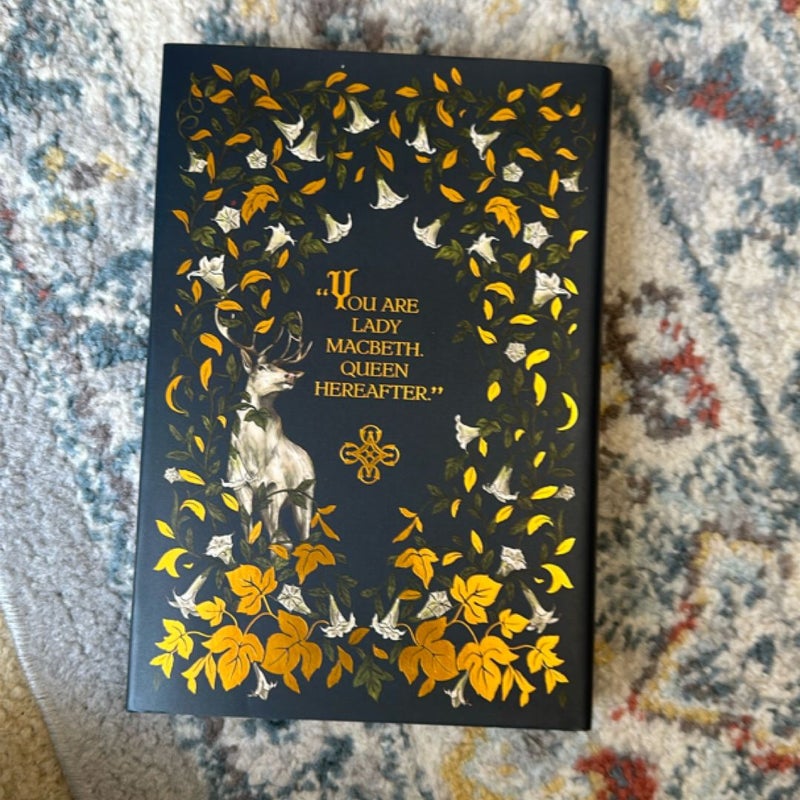 “YOU ARE
LADY
MACBETH.
QUEEN
HEREAFTER.”